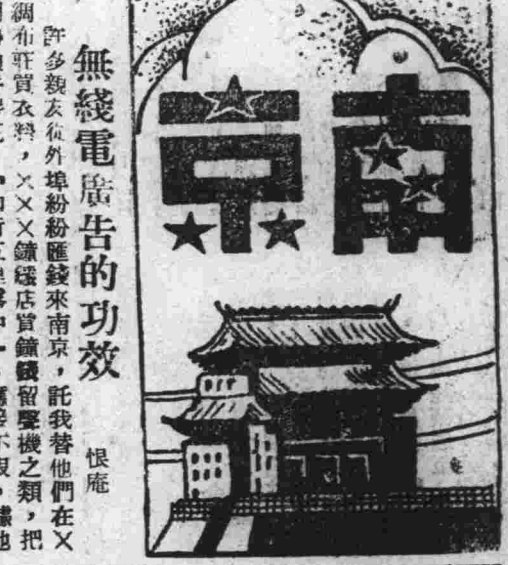 南京
無綫電廣告的功效
恨庵
許多親友從外埠紛紛匯錢來南京，託我替他們在×
綢布莊買衣料，×××鐘錶店買鐘錶留聲機之類，把